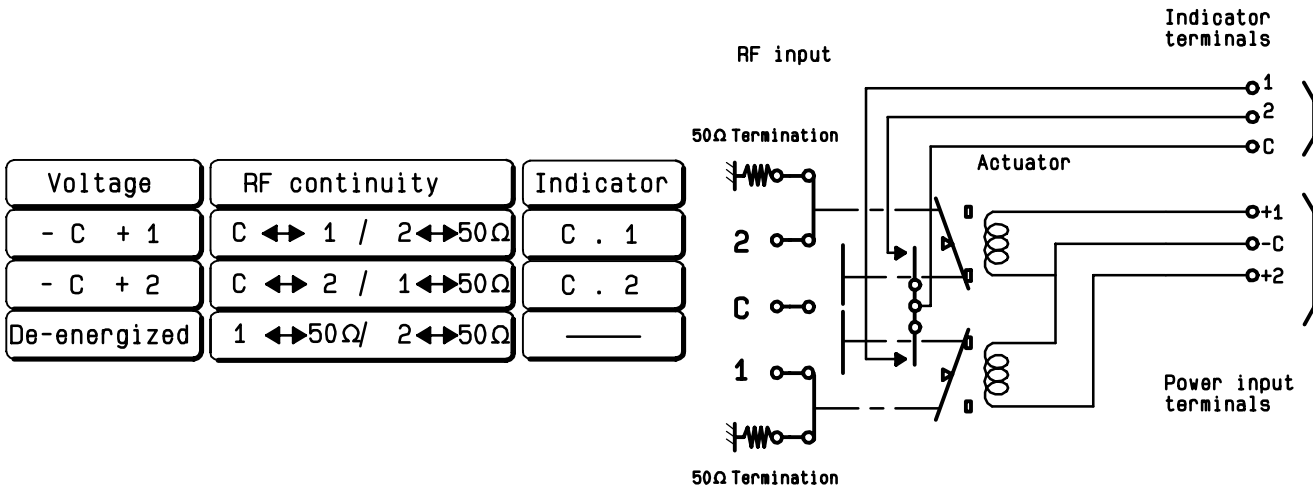 Voltage RF continuity Indicator
- C + 1 C ◄─► 1 / 2◄─►50Ω C . 1
- C + 2 C ◄─► 2 / 1◄─►50Ω C . 2
De-energized 1 ◄─►50Ω/ 2◄─►50Ω ———
RF input
Indicator
terminals
1
2
C
50Ω Termination
Actuator
2
C
1
+1
-C
+2
Power input
terminals
50Ω Termination